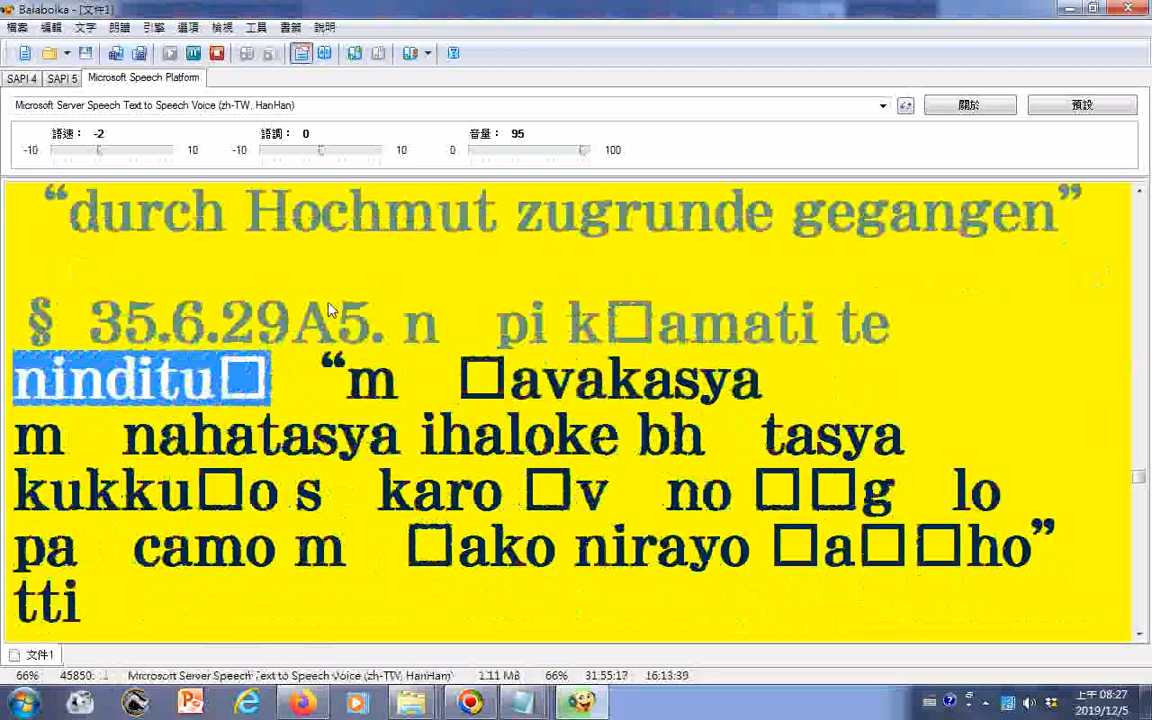 Balabolka - [文件1]
檔案 編輯 文字 朗讀 引擎 選項 檢視 工具 書籤 說明
SAPI 4 SAPI 5 Microsoft Speech Platform
Microsoft Server Speech Text to Speech Voice (zh-TW, HanHan) 關於 預設
語速： -2 語調： 0 音量： 95
-10 10 -10 10 0 100
“durch Hochmut zugrunde gegangen”
§ 35.6.29A5. n pi k□amati te
ninditu□ “m □avakasya
m nahatasya ihaloke bh tasya
kukku□o s karo □v no □□g lo
pa camo m □ako nirayo □a□□ho”
tti
文件1
66% Microsoft Server Speech Text to Speech Voice (zh-TW, HanHan) 1.11 MB 66% 31:55:17 16:13:39
上午 08:27
2019/12/5